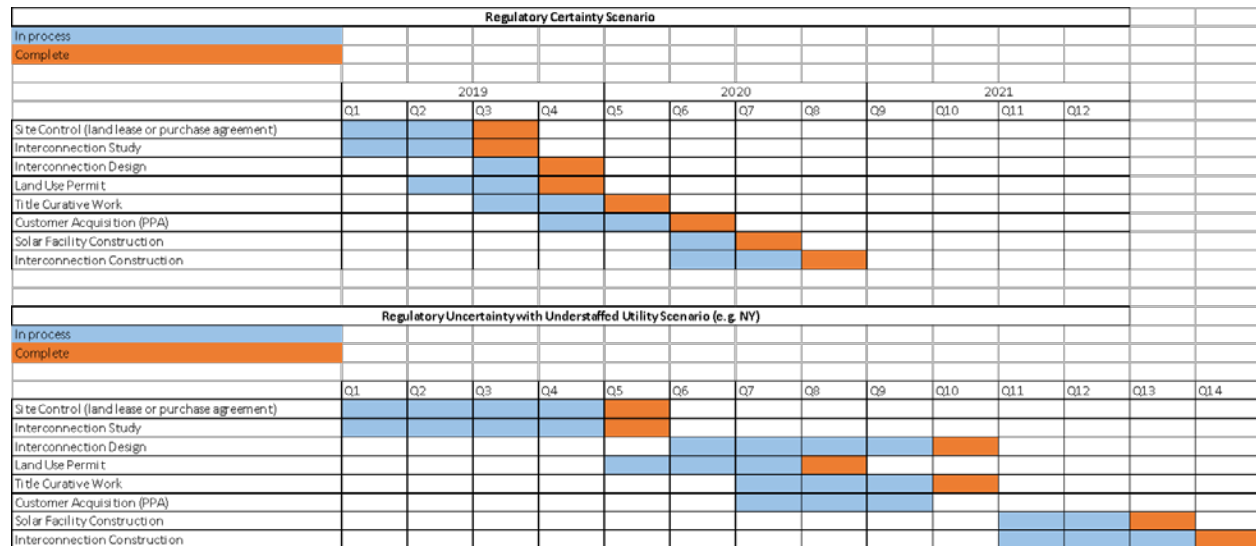 Regulatory Certainty Scenario
In process
Complete
2019 2020 2021
Q1 Q2 Q3 Q4 Q5 Q6 Q7 Q8 Q9 Q10 Q11 Q12
Site Control (land lease or purchase agreement)
Interconnection Study
Interconnection Design
Land Use Permit
Title Curative Work
Customer Acquisition (PPA)
Solar Facility Construction
Interconnection Construction
Regulatory Uncertainty with Understaffed Utility Scenario (e.g. NY)
In process
Complete
Q1 Q2 Q3 Q4 Q5 Q6 Q7 Q8 Q9 Q10 Q11 Q12 Q13 Q14
Site Control (land lease or purchase agreement)
Interconnection Study
Interconnection Design
Land Use Permit
Title Curative Work
Customer Acquisition (PPA)
Solar Facility Construction
Interconnection Construction